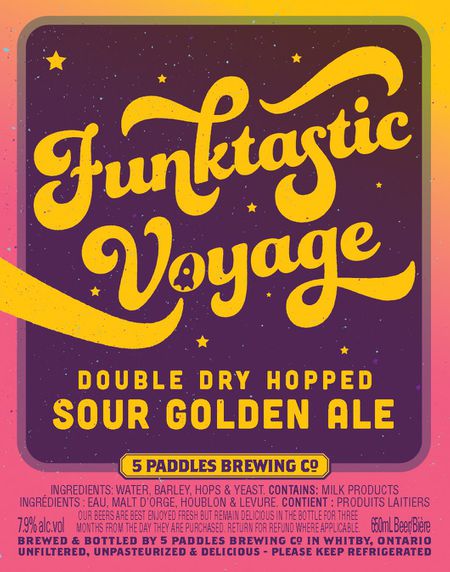 Funktastic
Voyage
DOUBLE DRY HOPPED
SOUR GOLDEN ALE
5 PADDLES BREWING Cº
INGREDIENTS: WATER, BARLEY, HOPS & YEAST. CONTAINS: MILK PRODUCTS
INGRÉDIENTS : EAU, MALT D'ORGE, HOUBLON & LEVURE. CONTIENT : PRODUITS LAITIERS
7.9% alc.vol
OUR BEERS ARE BEST ENJOYED FRESH BUT REMAIN DELICIOUS IN THE BOTTLE FOR THREE
MONTHS FROM THE DAY THEY ARE PURCHASED. RETURN FOR REFUND WHERE APPLICABLE.
650mL Beer/Bière
BREWED & BOTTLED BY 5 PADDLES BREWING Cº IN WHITBY, ONTARIO
UNFILTERED, UNPASTEURIZED & DELICIOUS - PLEASE KEEP REFRIGERATED